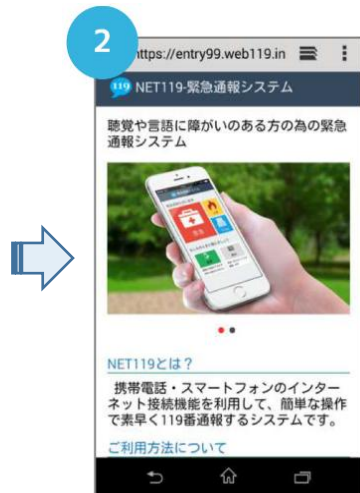 2
https://entry99.web119.in
119 NET119-緊急通報システム
聴覚や言語に障がいのある方の為の緊急
通報システム
救急
NET119とは？
携帯電話・スマートフォンのインター
ネット接続機能を利用して、簡単な操作
で素早く119番通報するシステムです。
ご利用方法について